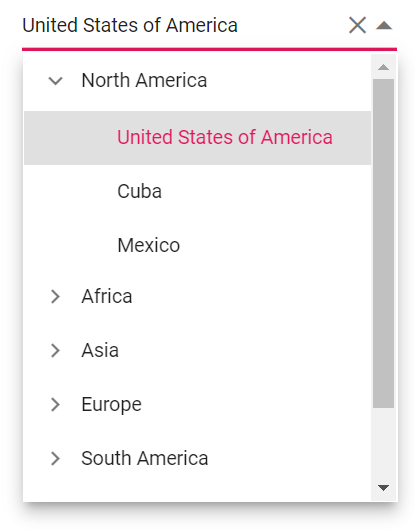 United States of America
North America
United States of America
Cuba
Mexico
Africa
Asia
Europe
South America